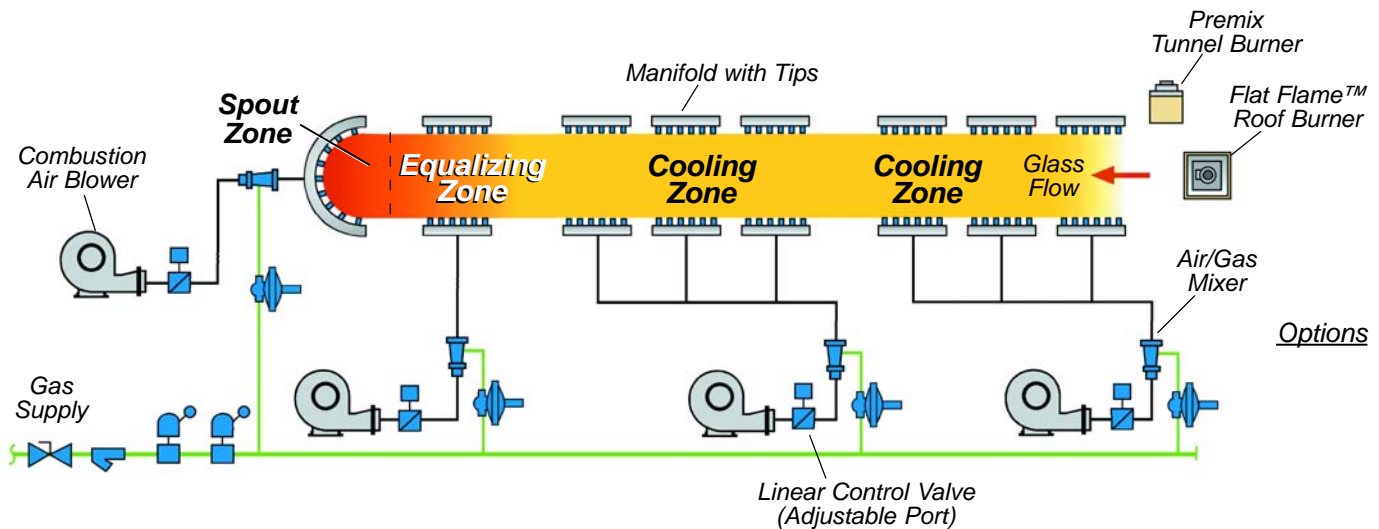 Premix
Tunnel Burner
Manifold with Tips
Flat Flame™
Roof Burner
Spout
Zone
Combustion
Air Blower
Equalizing
Zone
Cooling
Zone
Cooling
Zone
Glass
Flow
Air/Gas
Mixer
Options
Gas
Supply
Linear Control Valve
(Adjustable Port)